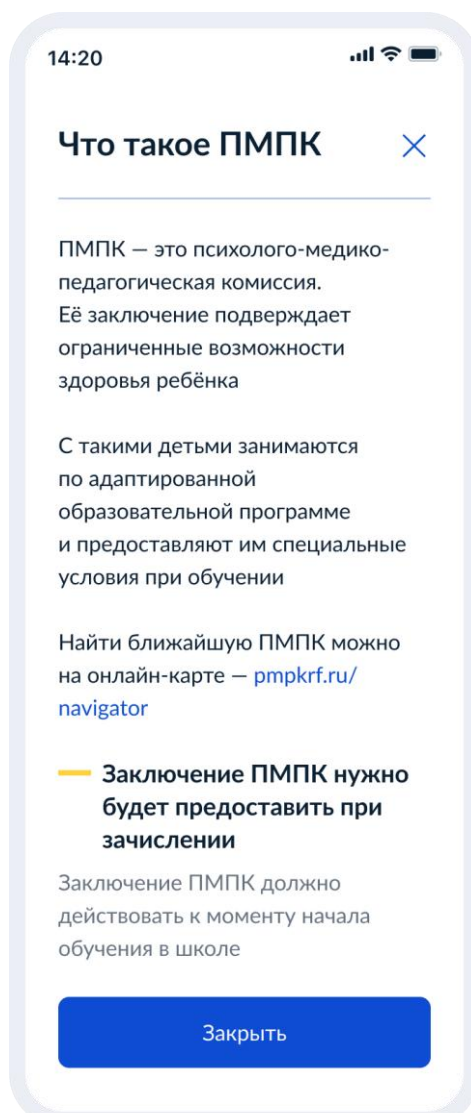 14:20
Что такое ПМПК
ПМПК — это психолого-медико-
педагогическая комиссия.
Её заключение подверждает
ограниченные возможности
здоровья ребёнка
С такими детьми занимаются
по адаптированной
образовательной программе
и предоставляют им специальные
условия при обучении
Найти ближайшую ПМПК можно
на онлайн-карте — pmpkrf.ru/
navigator
Заключение ПМПК нужно
будет предоставить при
зачислении
Заключение ПМПК должно
действовать к моменту начала
обучения в школе
Закрыть